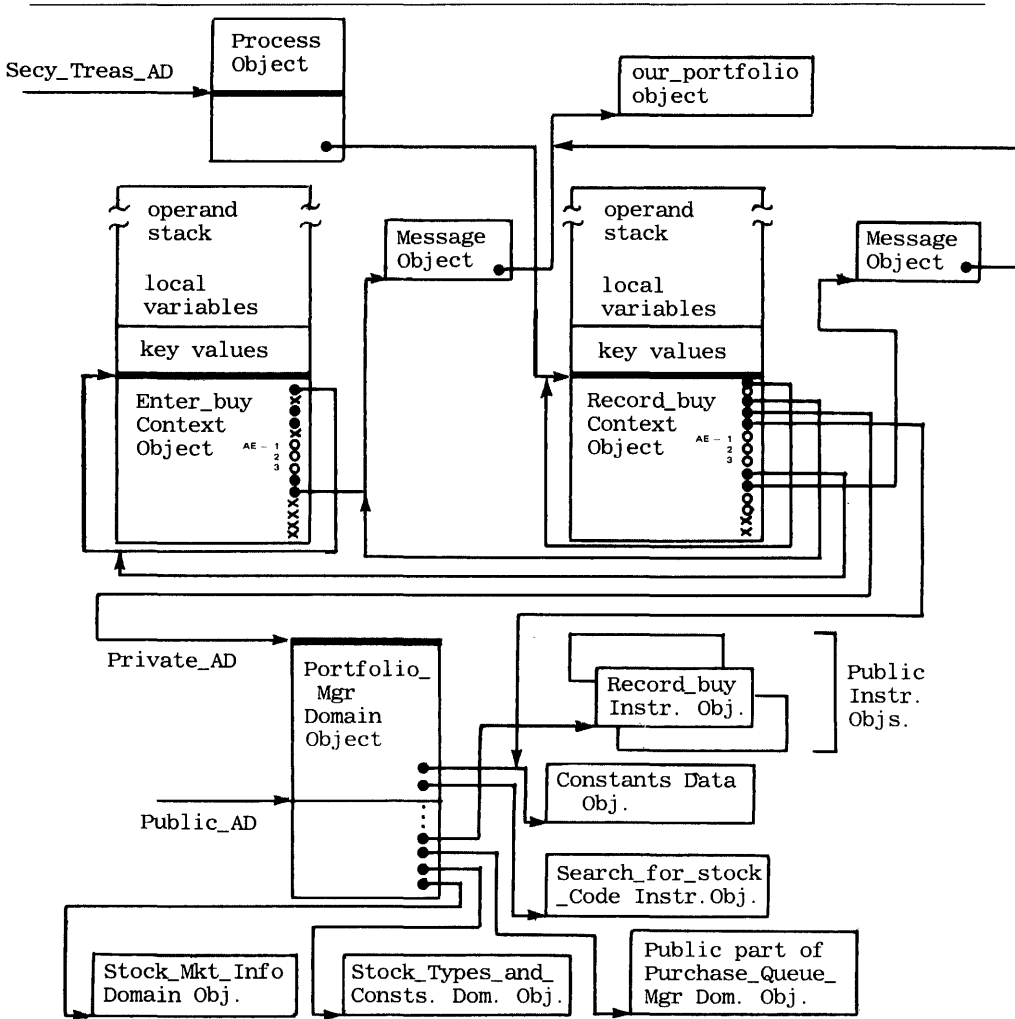 Process
Object
Secy_Treas_AD
our_portfolio
object
operand
stack
local
variables
key values
Enter_buy
Context
Object
AE - 1
2
3
Message
Object
operand
stack
local
variables
key values
Record_buy
Context
Object
AE - 1
2
3
Message
Object
Private_AD
Portfolio_
Mgr
Domain
Object
Public_AD
Record_buy
Instr. Obj.
Public
Instr.
Objs.
Constants Data
Obj.
Search_for_stock
_Code Instr.Obj.
Stock_Mkt_Info
Domain Obj.
Stock_Types_and_
Consts. Dom. Obj.
Public part of
Purchase_Queue_
Mgr Dom. Obj.